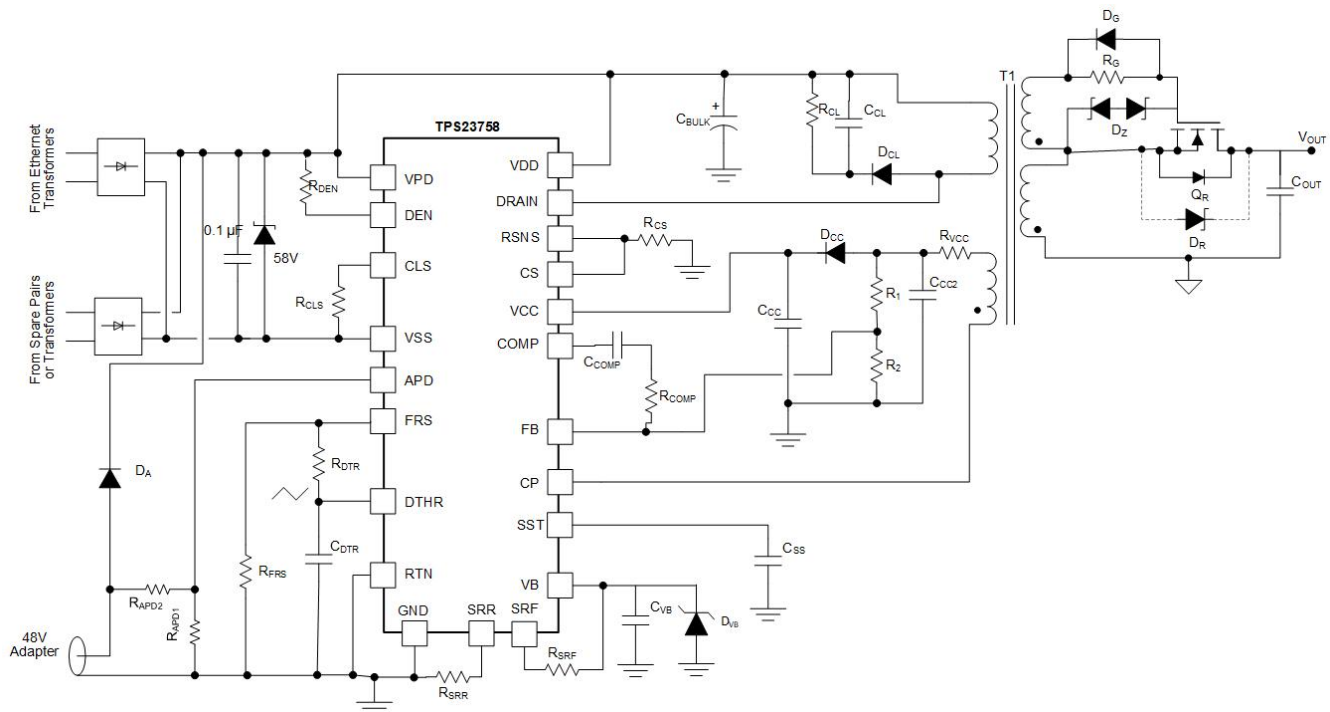 TPS23758
From Ethernet
Transformers
From Spare Pairs
or Transformers
0.1 µF
58V
RDEN
RCLS
VPD
DEN
CLS
VSS
APD
FRS
DTHR
RTN
GND
SRR
SRF
VDD
DRAIN
RSNS
CS
VCC
COMP
FB
CP
SST
VB
DA
RAPD2
RAPD1
48V
Adapter
RFRS
RDTR
CDTR
RSRR
RSRF
CVB
DVB
CSS
CBULK
+
RCL
CCL
DCL
RCS
DCC
RVCC
CCC
R1
R2
CCC2
CCOMP
RCOMP
T1
DG
RG
DZ
QR
DR
VOUT
COUT